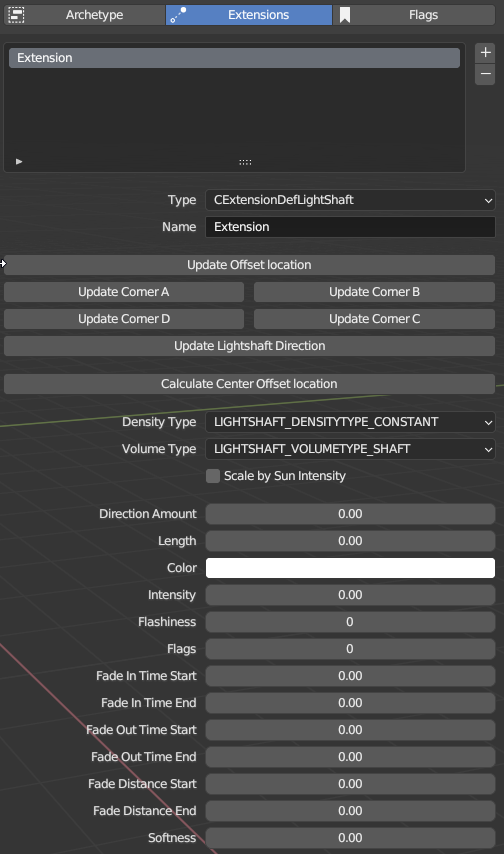 Archetype Extensions Flags
Extension
Type CExtensionDefLightShaft
Name Extension
Update Offset location
Update Corner A Update Corner B
Update Corner D Update Corner C
Update Lightshaft Direction
Calculate Center Offset location
Density Type LIGHTSHAFT_DENSITYTYPE_CONSTANT
Volume Type LIGHTSHAFT_VOLUMETYPE_SHAFT
Scale by Sun Intensity
Direction Amount 0.00
Length 0.00
Color
Intensity 0.00
Flashiness 0
Flags 0
Fade In Time Start 0.00
Fade In Time End 0.00
Fade Out Time Start 0.00
Fade Out Time End 0.00
Fade Distance Start 0.00
Fade Distance End 0.00
Softness 0.00